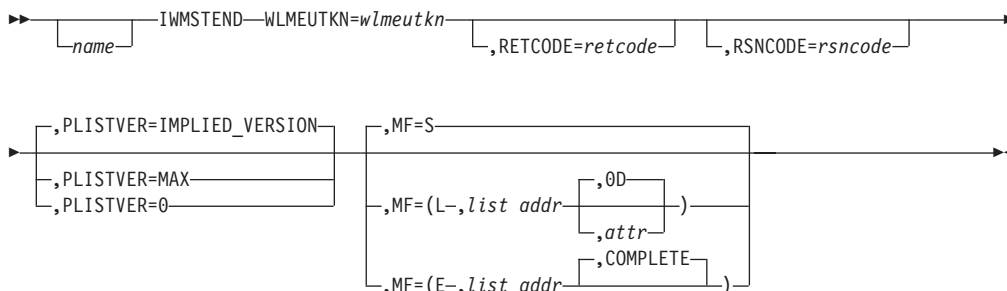 IWMSTEND WLMEUTKN=wlmeutkn
name ,RETCODE=retcode ,RSNCODE=rsncode
,PLISTVER=IMPLIED_VERSION ,MF=S
,PLISTVER=MAX
,PLISTVER=0
,0D
,MF=(L ,list addr )
,attr
,COMPLETE
,MF=(E ,list addr )